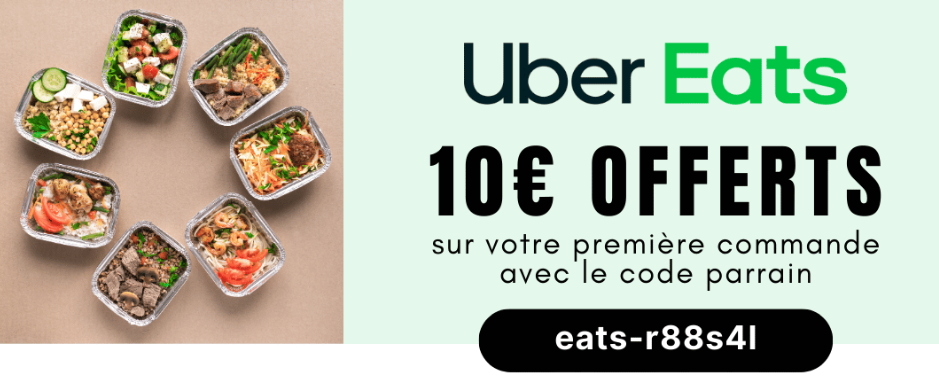 Uber Eats
10€ OFFERTS
sur votre première commande
avec le code parrain
eats-r88s4l